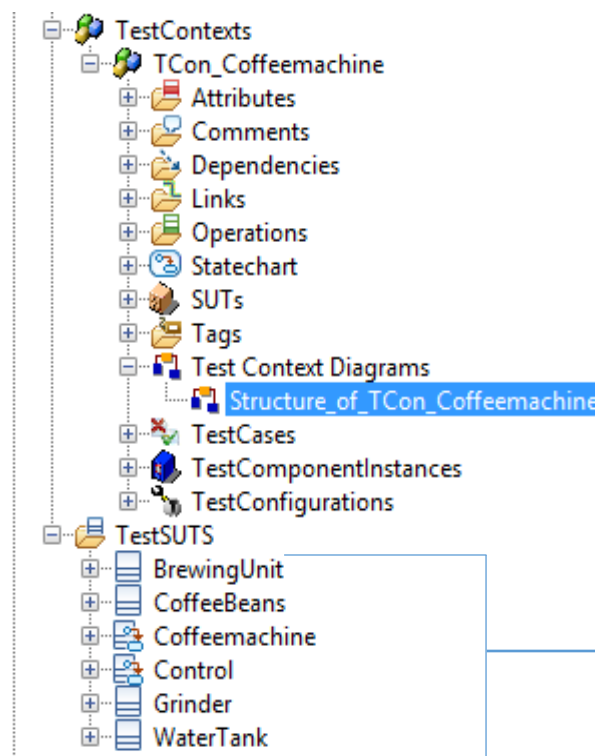 TestContexts
TCon_Coffeemachine
Attributes
Comments
Dependencies
Links
Operations
Statechart
SUTs
Tags
Test Context Diagrams
Structure_of_TCon_Coffeemachine
TestCases
TestComponentInstances
TestConfigurations
TestSUTS
BrewingUnit
CoffeeBeans
Coffeemachine
Control
Grinder
WaterTank